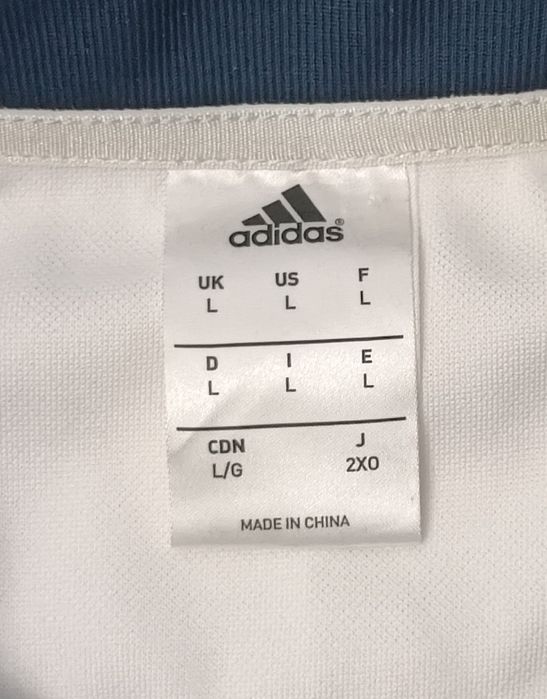 adidas®
UK US F
L L L
D I E
L L L
CDN J
L/G 2XO
MADE IN CHINA